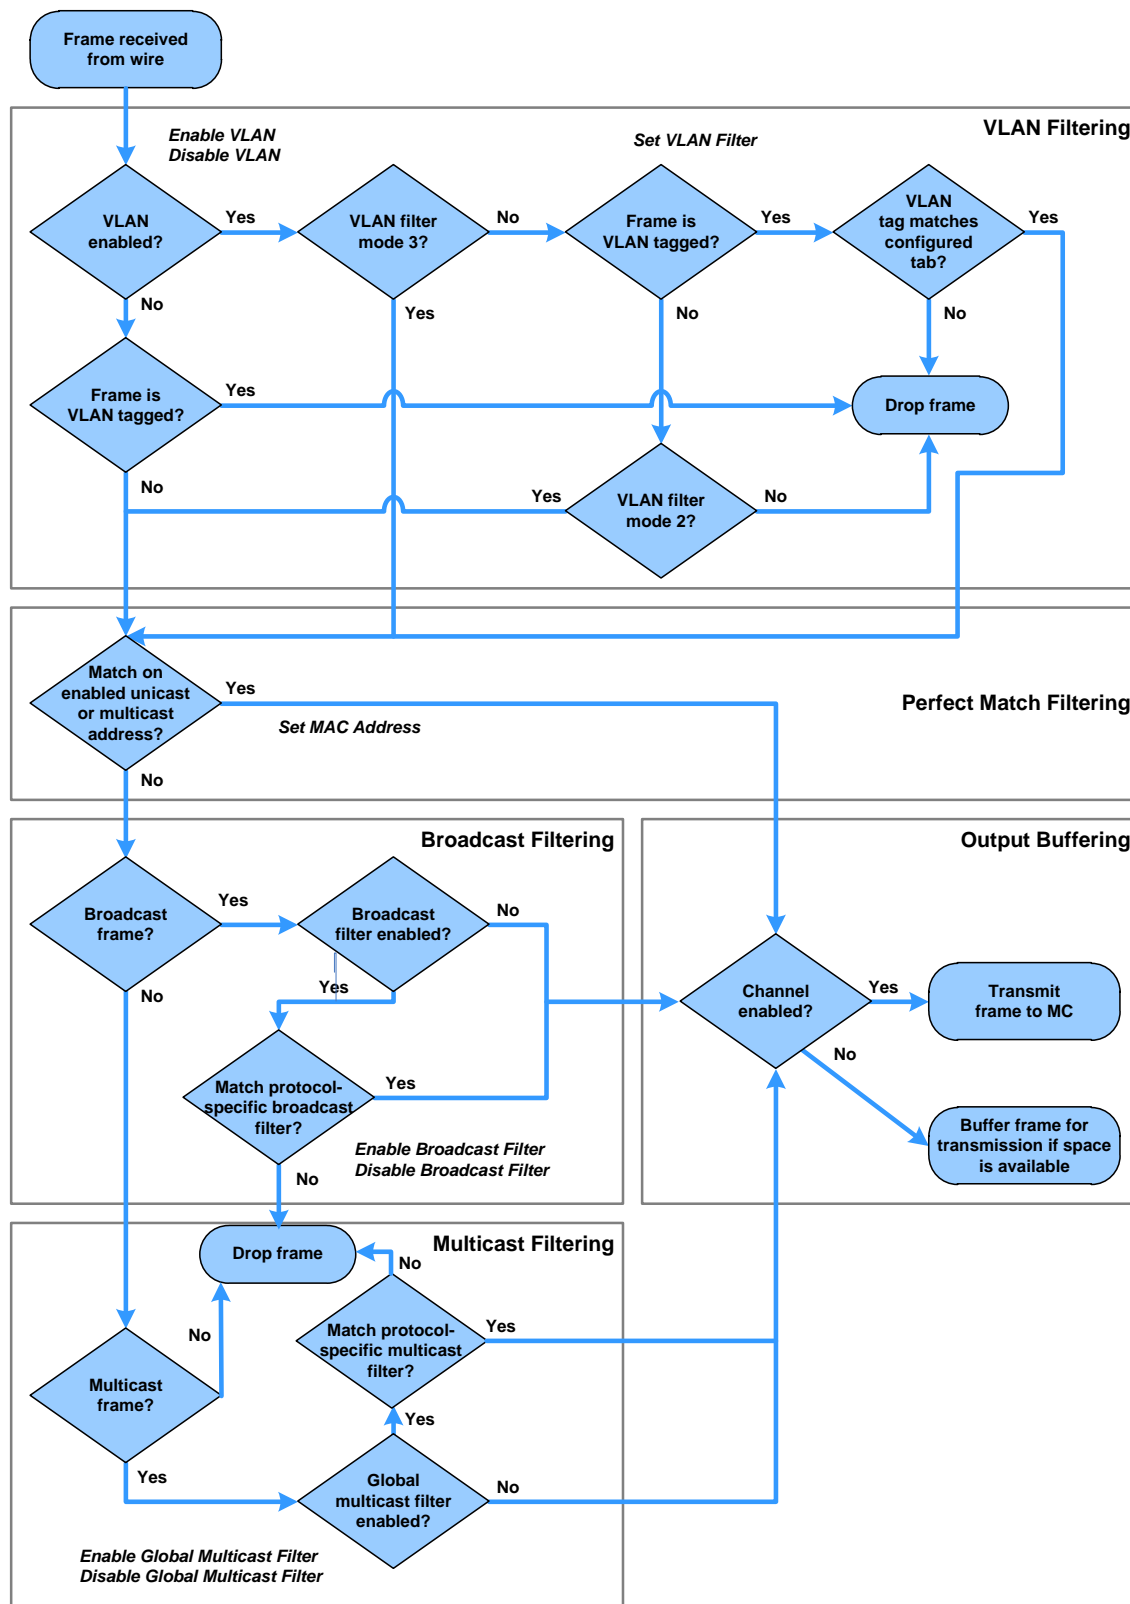 Frame received
from wire
VLAN Filtering
Enable VLAN
Disable VLAN
Set VLAN Filter
VLAN
enabled?
Yes
VLAN filter
mode 3?
No
Frame is
VLAN tagged?
Yes
VLAN
tag matches
configured
tab?
Yes
No
Yes
No
No
Frame is
VLAN tagged?
Yes
Drop frame
No
Yes
VLAN filter
mode 2?
No
Match on
enabled unicast
or multicast
address?
Yes
Set MAC Address
Perfect Match Filtering
No
Broadcast Filtering
Output Buffering
Broadcast
frame?
Yes
Broadcast
filter enabled?
No
No
Yes
Channel
enabled?
Yes
Transmit
frame to MC
No
Match protocol-
specific broadcast
filter?
Yes
Buffer frame for
transmission if space
is available
Enable Broadcast Filter
Disable Broadcast Filter
No
Multicast Filtering
Drop frame
No
No
Match protocol-
specific multicast
filter?
Yes
Multicast
frame?
Yes
Yes
Global
multicast filter
enabled?
No
Enable Global Multicast Filter
Disable Global Multicast Filter